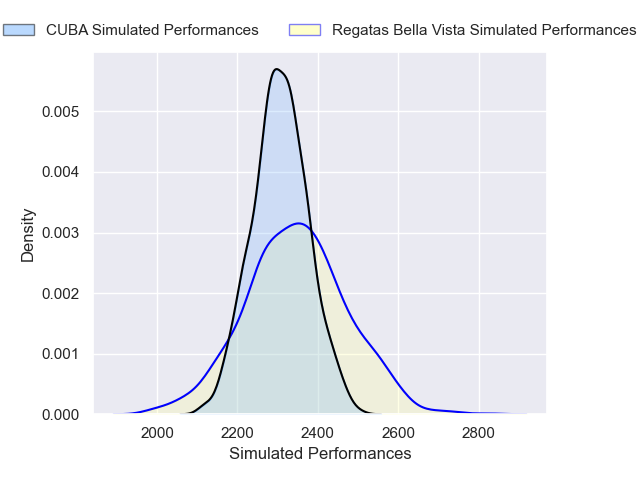 CUBA Simulated Performances
Regatas Bella Vista Simulated Performances
0.005
0.004
0.003
0.002
0.001
0.000
Density
2000
2200
2400
2600
2800
Simulated Performances